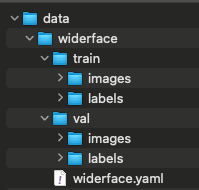 data
widerface
train
images
labels
val
images
labels
widerface.yaml